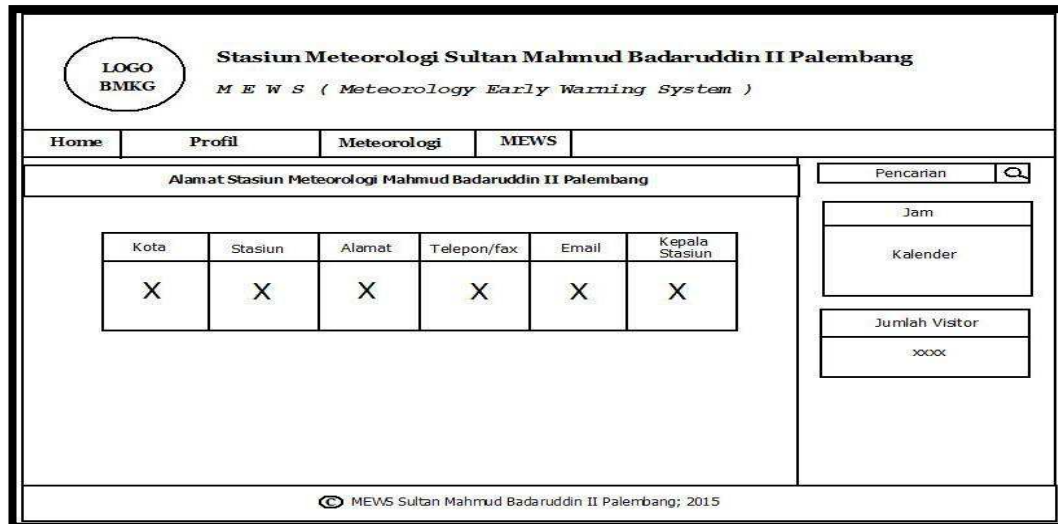 LOGO
BMKG
Stasiun Meteorologi Sultan Mahmud Badaruddin II Palembang
M E W S ( Meteorology Early Warning System )
Home Profil Meteorologi MEWS
Alamat Stasiun Meteorologi Mahmud Badaruddin II Palembang
Kota Stasiun Alamat Telepon/fax Email Kepala Stasiun
X X X X X X
Pencarian
Jam
Kalender
Jumlah Visitor
xxxx
© MEWS Sultan Mahmud Badaruddin II Palembang; 2015